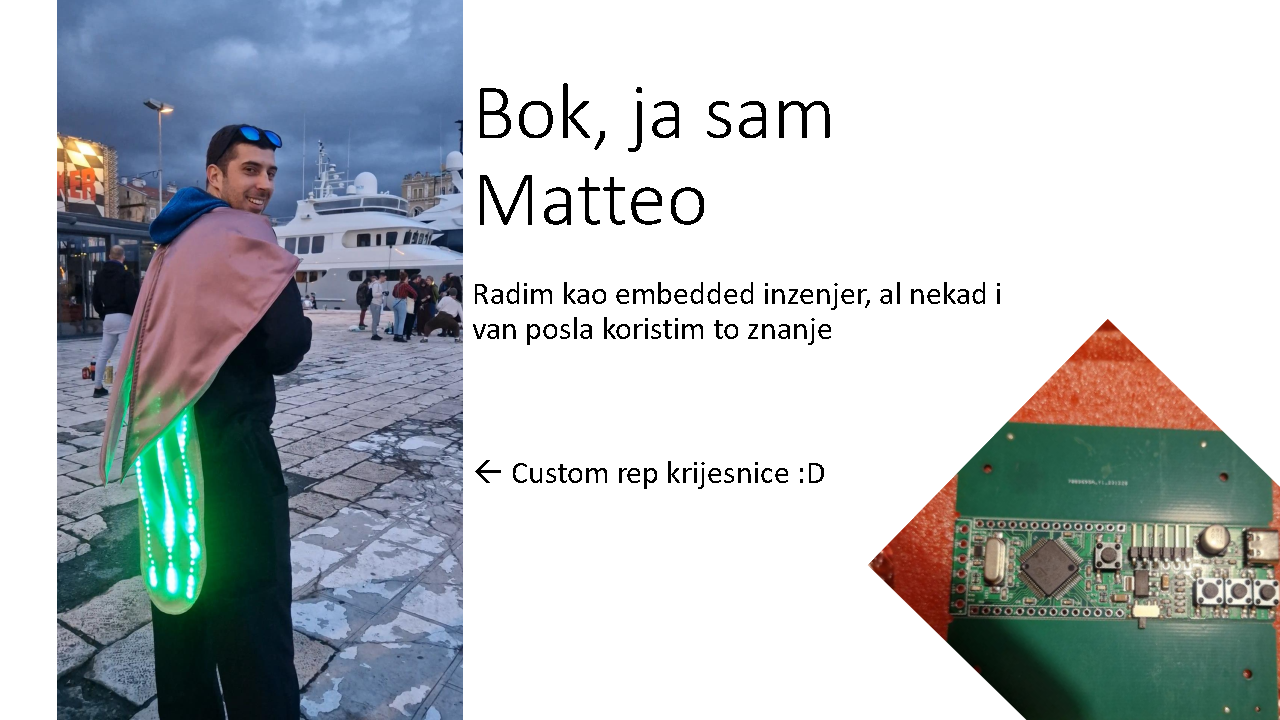 Bok, ja sam
Matteo
Radim kao embedded inzenjer, al nekad i
van posla koristim to znanje
← Custom rep krijesnice :D